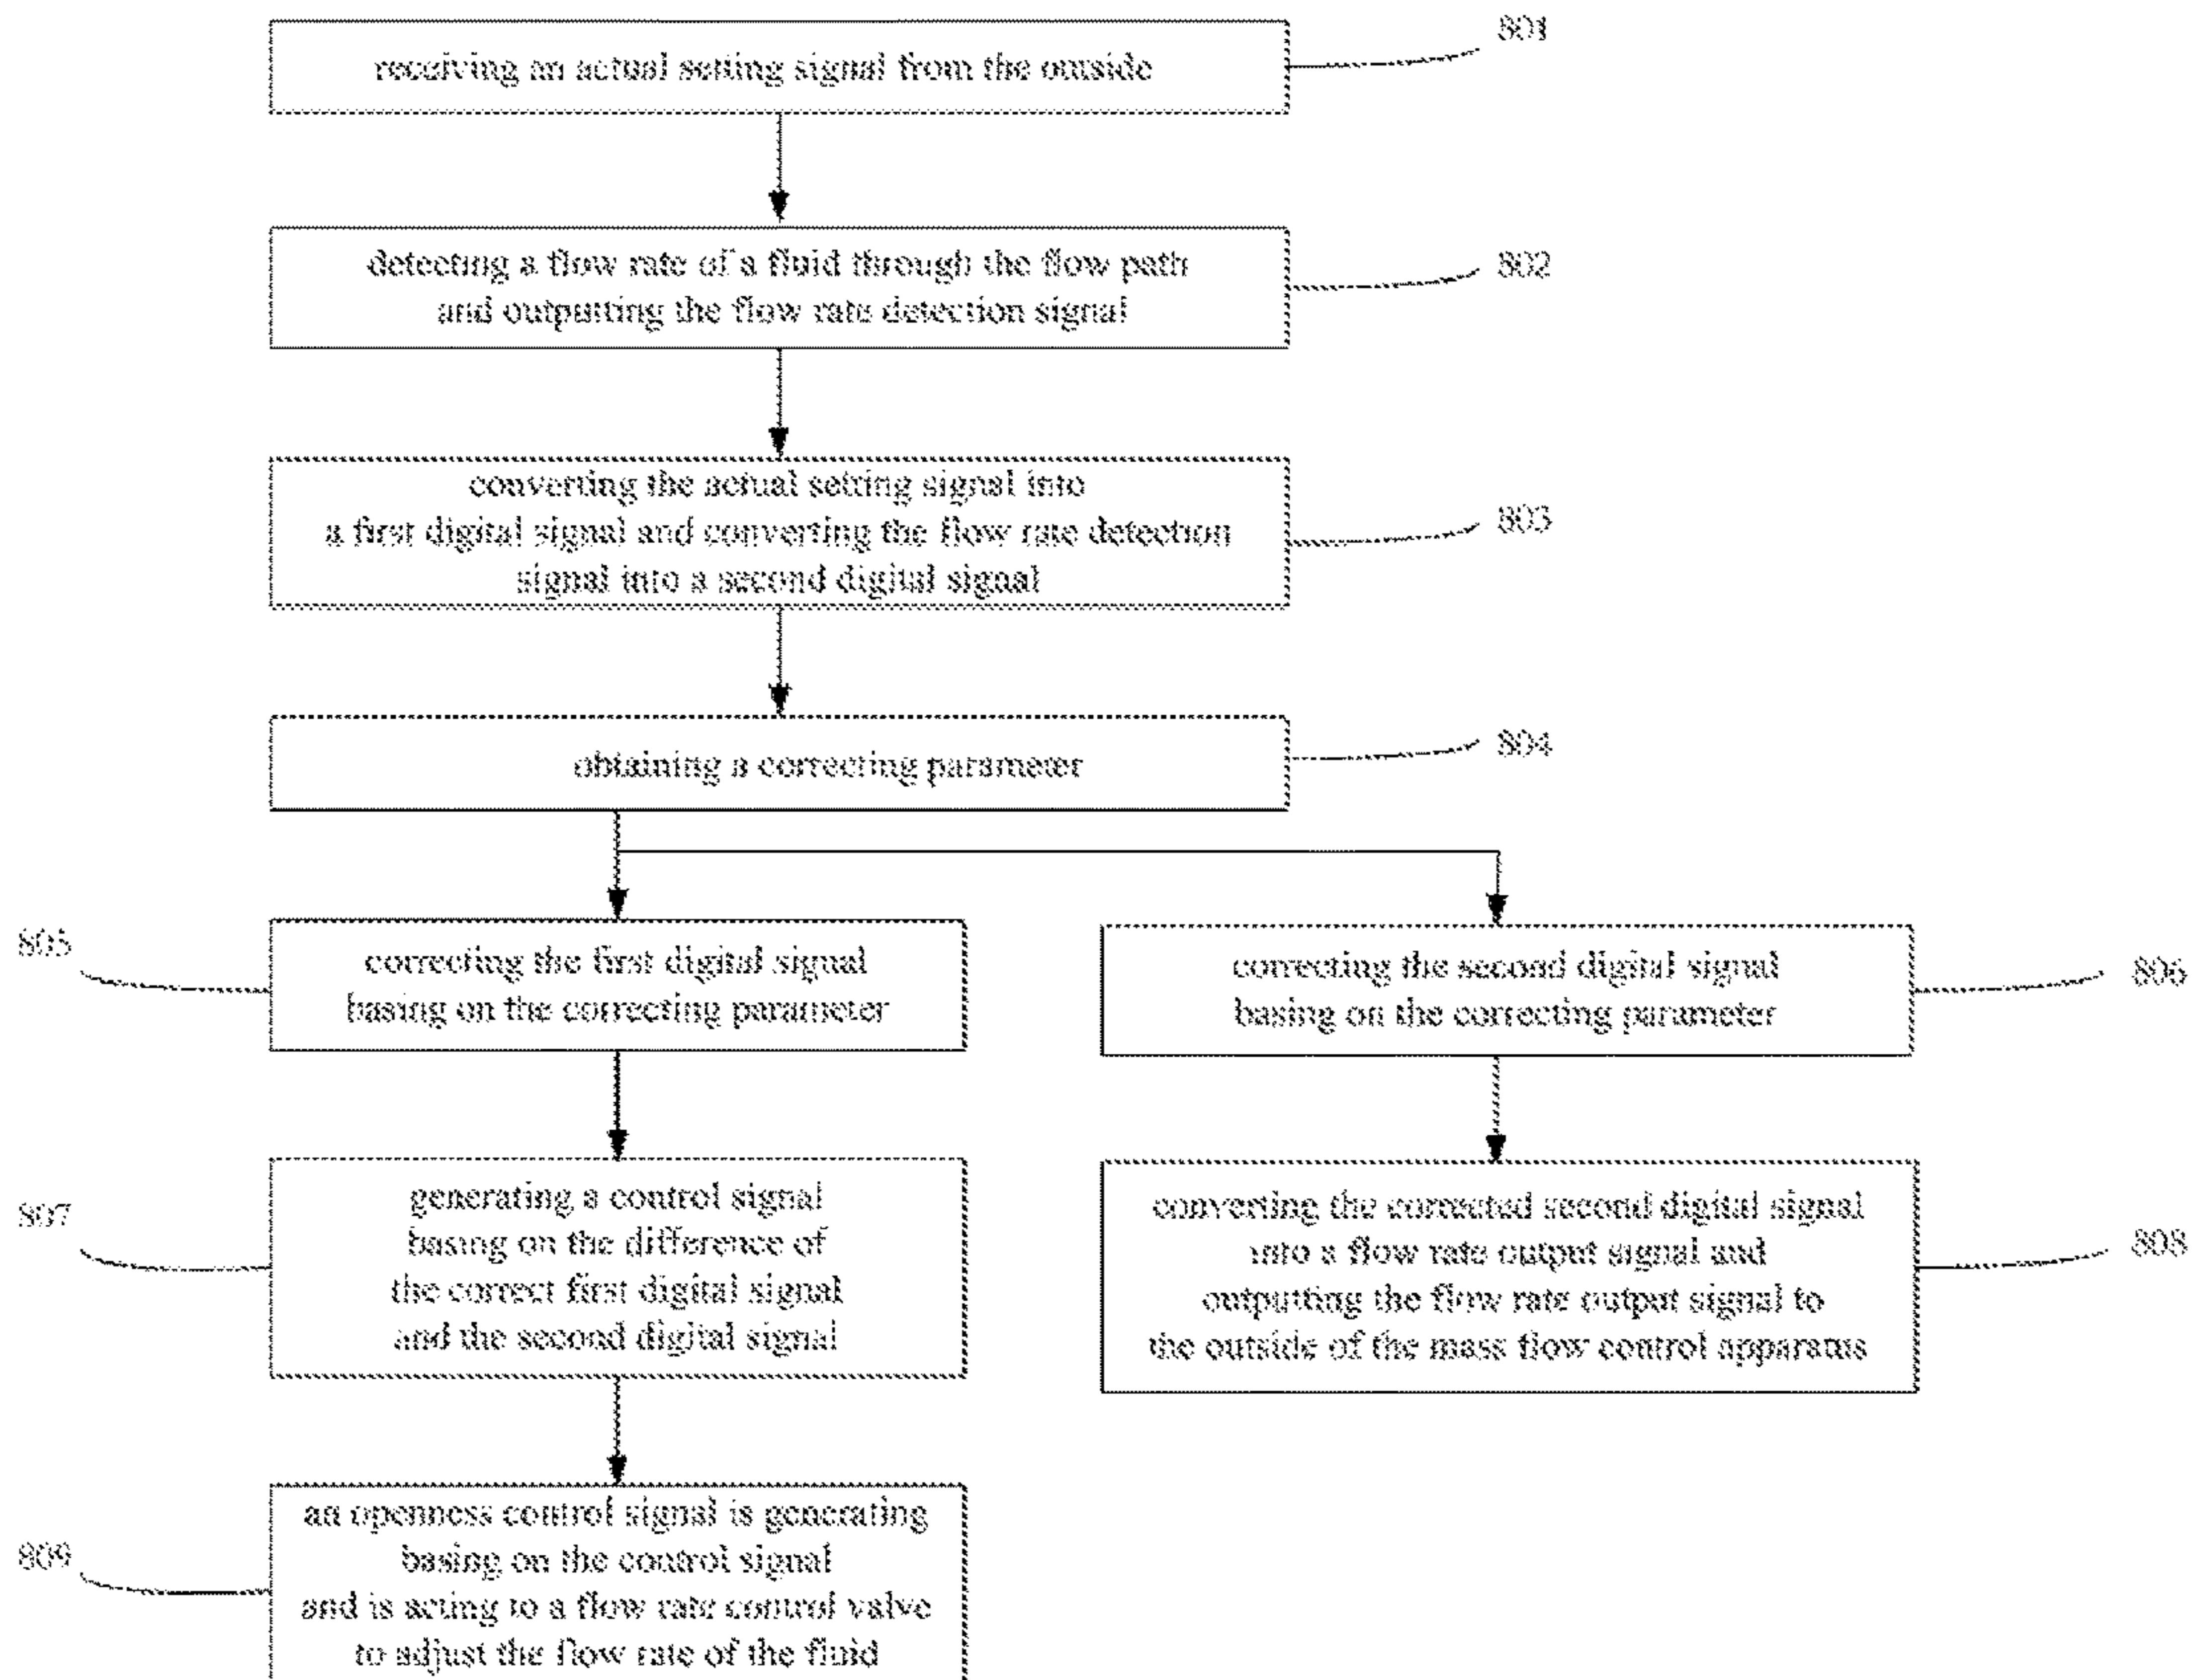 receiving an actual setting signal from the outside
801
detecting a flow rate of a fluid through the flow path
and outputting the flow rate detection signal
802
converting the actual setting signal into
a first digital signal and converting the flow rate detection
signal into a second digital signal
803
obtaining a correcting parameter
804
805
correcting the first digital signal
basing on the correcting parameter
correcting the second digital signal
basing on the correcting parameter
806
807
generating a control signal
basing on the difference of
the correct first digital signal
and the second digital signal
converting the corrected second digital signal
into a flow rate output signal and
outputting the flow rate output signal to
the outside of the mass flow control apparatus
808
809
an openness control signal is generating
basing on the control signal
and is acting to a flow rate control valve
to adjust the flow rate of the fluid